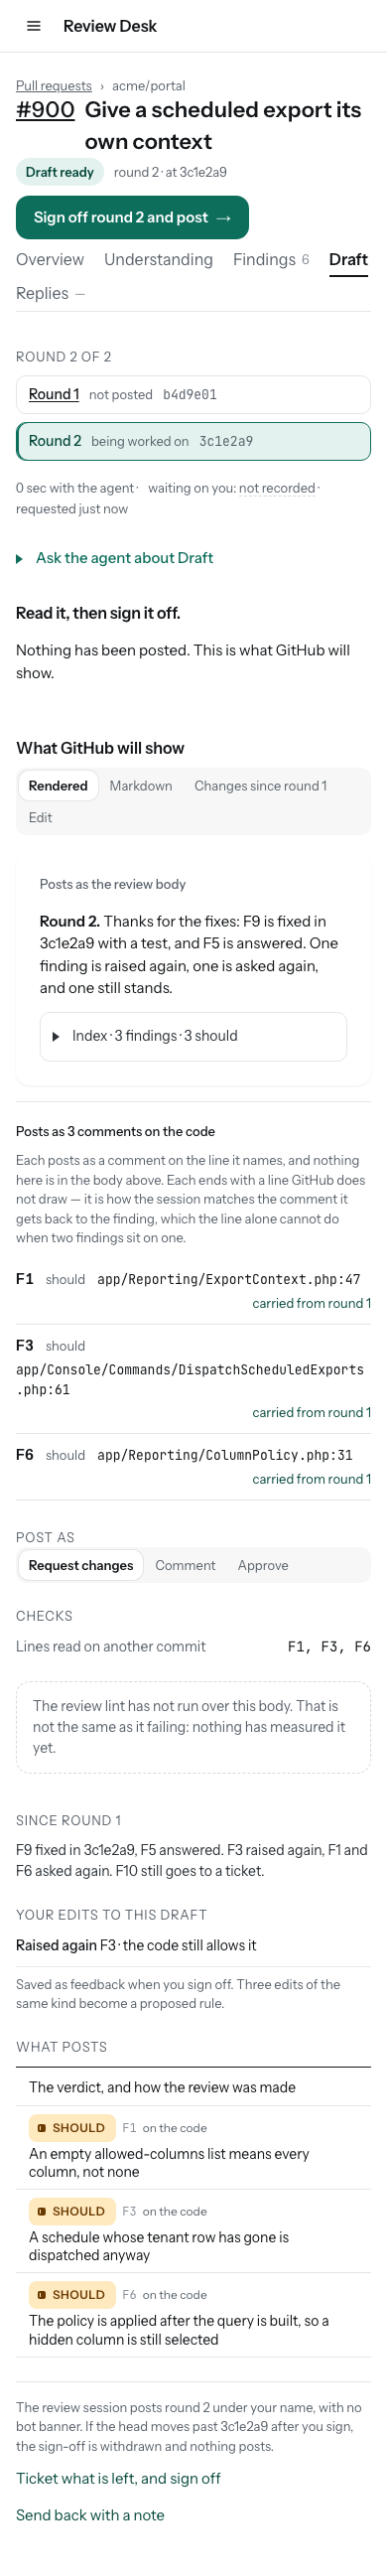 Review Desk
Pull requests › acme/portal
#900 Give a scheduled export its
own context
Draft ready round 2 · at 3c1e2a9
Sign off round 2 and post →
Overview Understanding Findings 6 Draft
Replies —
ROUND 2 OF 2
Round 1 not posted b4d9e01
Round 2 being worked on 3c1e2a9
0 sec with the agent · waiting on you: not recorded ·
requested just now
Ask the agent about Draft
Read it, then sign it off.
Nothing has been posted. This is what GitHub will
show.
What GitHub will show
Rendered Markdown Changes since round 1
Edit
Posts as the review body
Round 2. Thanks for the fixes: F9 is fixed in
3c1e2a9 with a test, and F5 is answered. One
finding is raised again, one is asked again,
and one still stands.
Index · 3 findings · 3 should
Posts as 3 comments on the code
Each posts as a comment on the line it names, and nothing
here is in the body above. Each ends with a line GitHub does
not draw — it is how the session matches the comment it
gets back to the finding, which the line alone cannot do
when two findings sit on one.
F1 should app/Reporting/ExportContext.php:47
carried from round 1
F3 should
app/Console/Commands/DispatchScheduledExports
.php:61
carried from round 1
F6 should app/Reporting/ColumnPolicy.php:31
carried from round 1
POST AS
Request changes Comment Approve
CHECKS
Lines read on another commit F1, F3, F6
The review lint has not run over this body. That is
not the same as it failing: nothing has measured it
yet.
SINCE ROUND 1
F9 fixed in 3c1e2a9, F5 answered. F3 raised again, F1 and
F6 asked again. F10 still goes to a ticket.
YOUR EDITS TO THIS DRAFT
Raised again F3 · the code still allows it
Saved as feedback when you sign off. Three edits of the
same kind become a proposed rule.
WHAT POSTS
The verdict, and how the review was made
SHOULD F1 on the code
An empty allowed-columns list means every
column, not none
SHOULD F3 on the code
A schedule whose tenant row has gone is
dispatched anyway
SHOULD F6 on the code
The policy is applied after the query is built, so a
hidden column is still selected
The review session posts round 2 under your name, with no
bot banner. If the head moves past 3c1e2a9 after you sign,
the sign-off is withdrawn and nothing posts.
Ticket what is left, and sign off
Send back with a note